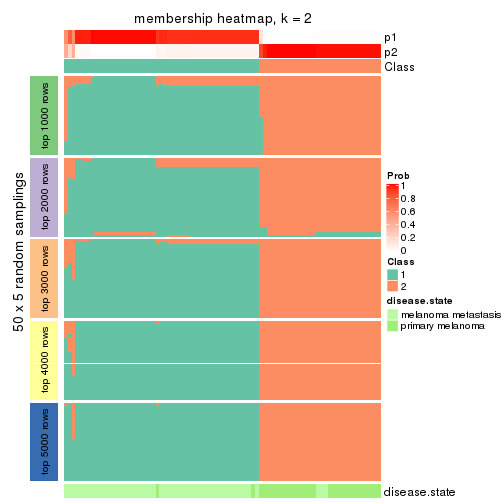 membership heatmap, k = 2
p1
p2
Class
50 x 5 random samplings
top 1000 rows
top 2000 rows
top 3000 rows
top 4000 rows
top 5000 rows
Prob
1
0.8
0.6
0.4
0.2
0
Class
1
2
disease.state
melanoma metastasis
primary melanoma
disease.state